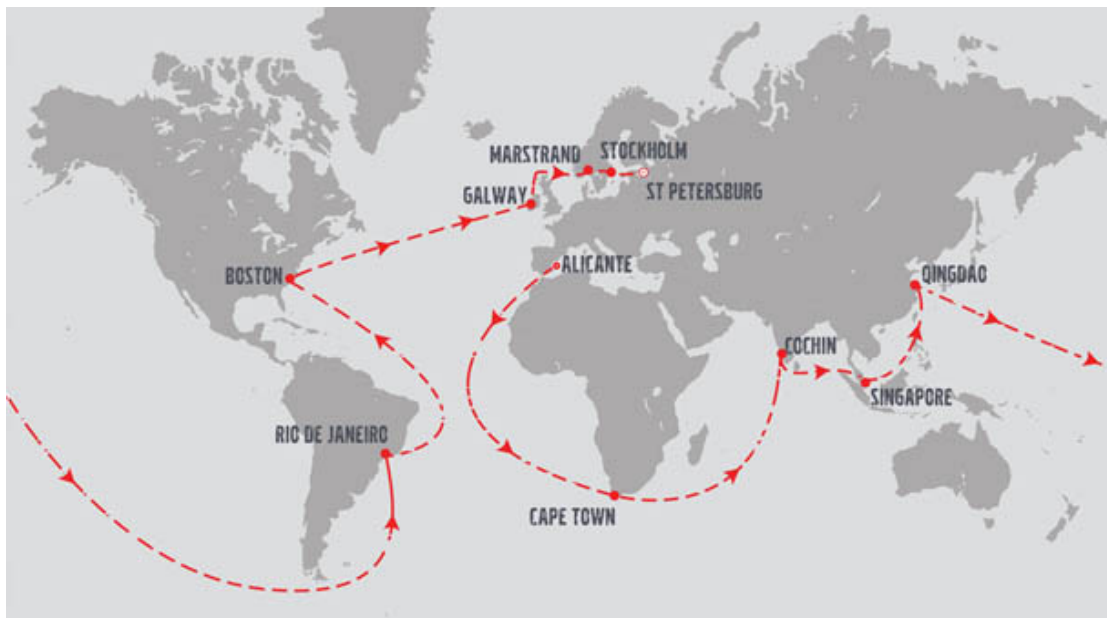 MARSTRAND
STOCKHOLM
GALWAY
ST PETERSBURG
BOSTON
ALICANTE
QINGDAO
COCHIN
SINGAPORE
RIO DE JANEIRO
CAPE TOWN